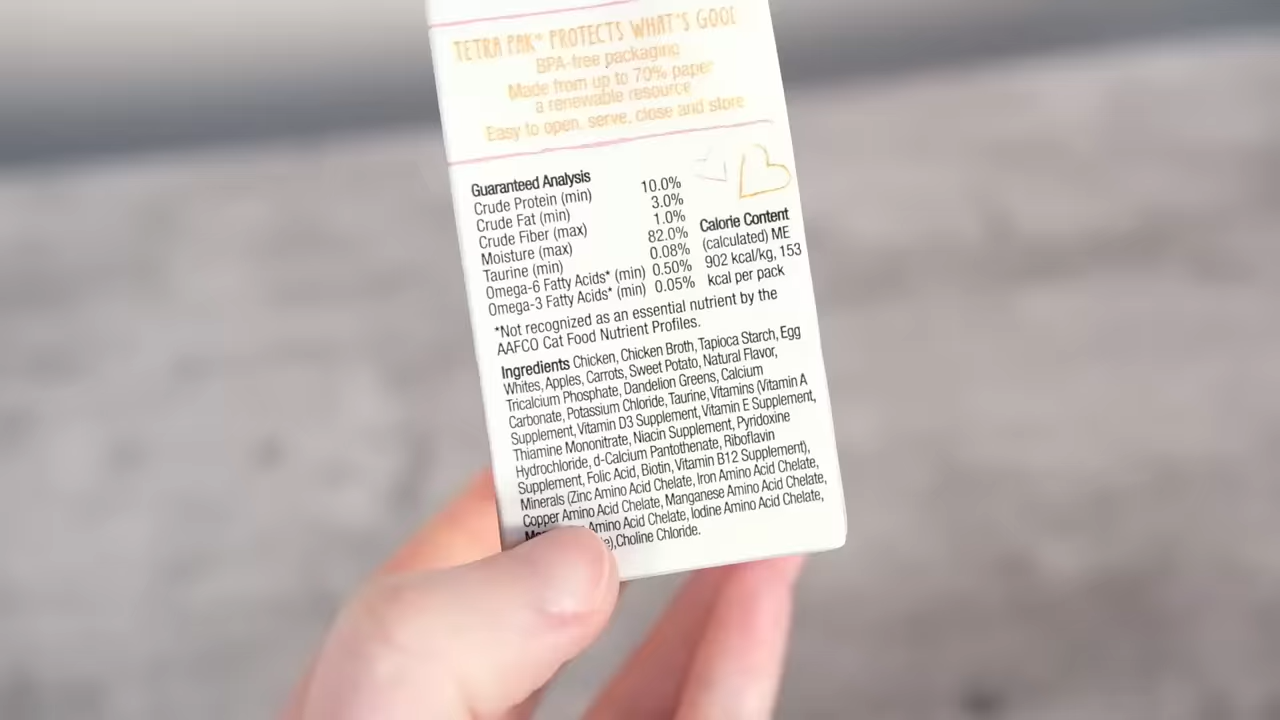 TETRA PAK® PROTECTS WHAT'S GOOD
BPA-free packaging
Made from up to 70% paper
a renewable resource
Easy to open, serve, close and store
Guaranteed Analysis
Crude Protein (min) 10.0%
Crude Fat (min) 3.0%
Crude Fiber (max) 1.0%
Moisture (max) 82.0%
Taurine (min) 0.08%
Omega-6 Fatty Acids* (min) 0.50%
Omega-3 Fatty Acids* (min) 0.05%
Calorie Content
(calculated) ME
902 kcal/kg, 153
kcal per pack
*Not recognized as an essential nutrient by the
AAFCO Cat Food Nutrient Profiles.
Ingredients Chicken, Chicken Broth, Tapioca Starch, Egg
Whites, Apples, Carrots, Sweet Potato, Natural Flavor,
Tricalcium Phosphate, Dandelion Greens, Calcium
Carbonate, Potassium Chloride, Taurine, Vitamins (Vitamin A
Supplement, Vitamin D3 Supplement, Vitamin E Supplement,
Thiamine Mononitrate, Niacin Supplement, Pyridoxine
Hydrochloride, d-Calcium Pantothenate, Riboflavin
Supplement, Folic Acid, Biotin, Vitamin B12 Supplement),
Minerals (Zinc Amino Acid Chelate, Iron Amino Acid Chelate,
Copper Amino Acid Chelate, Manganese Amino Acid Chelate,
Amino Acid Chelate, Iodine Amino Acid Chelate,
Choline Chloride.